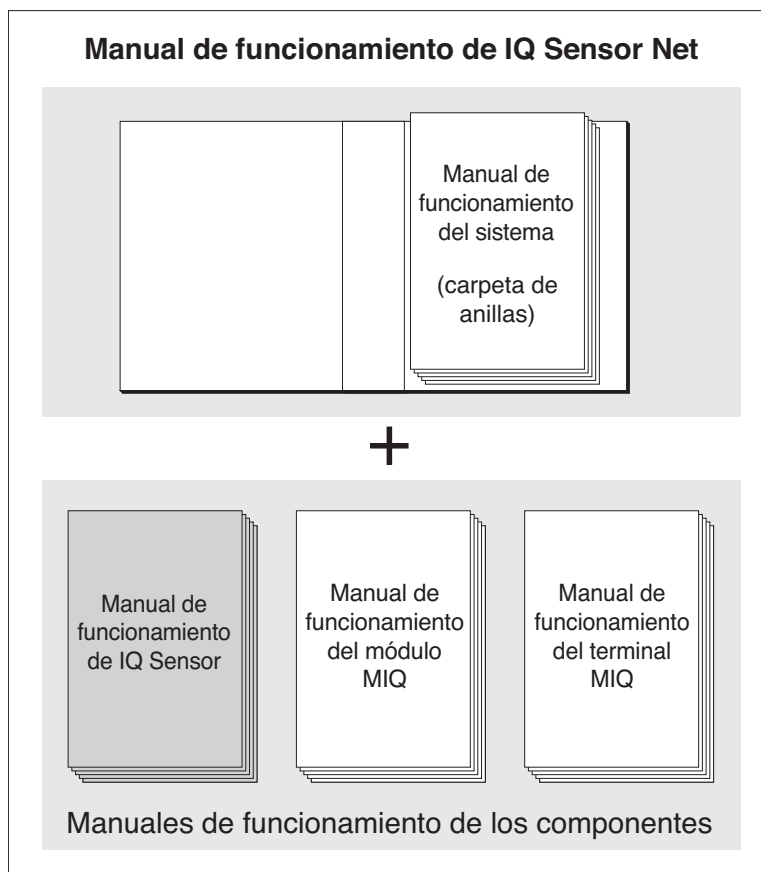 Manual de funcionamiento de IQ Sensor Net
Manual de
funcionamiento
del sistema
(carpeta de
anillas)
+
Manual de
funcionamiento
de IQ Sensor
Manual de
funcionamiento
del módulo
MIQ
Manual de
funcionamiento
del terminal
MIQ
Manuales de funcionamiento de los componentes